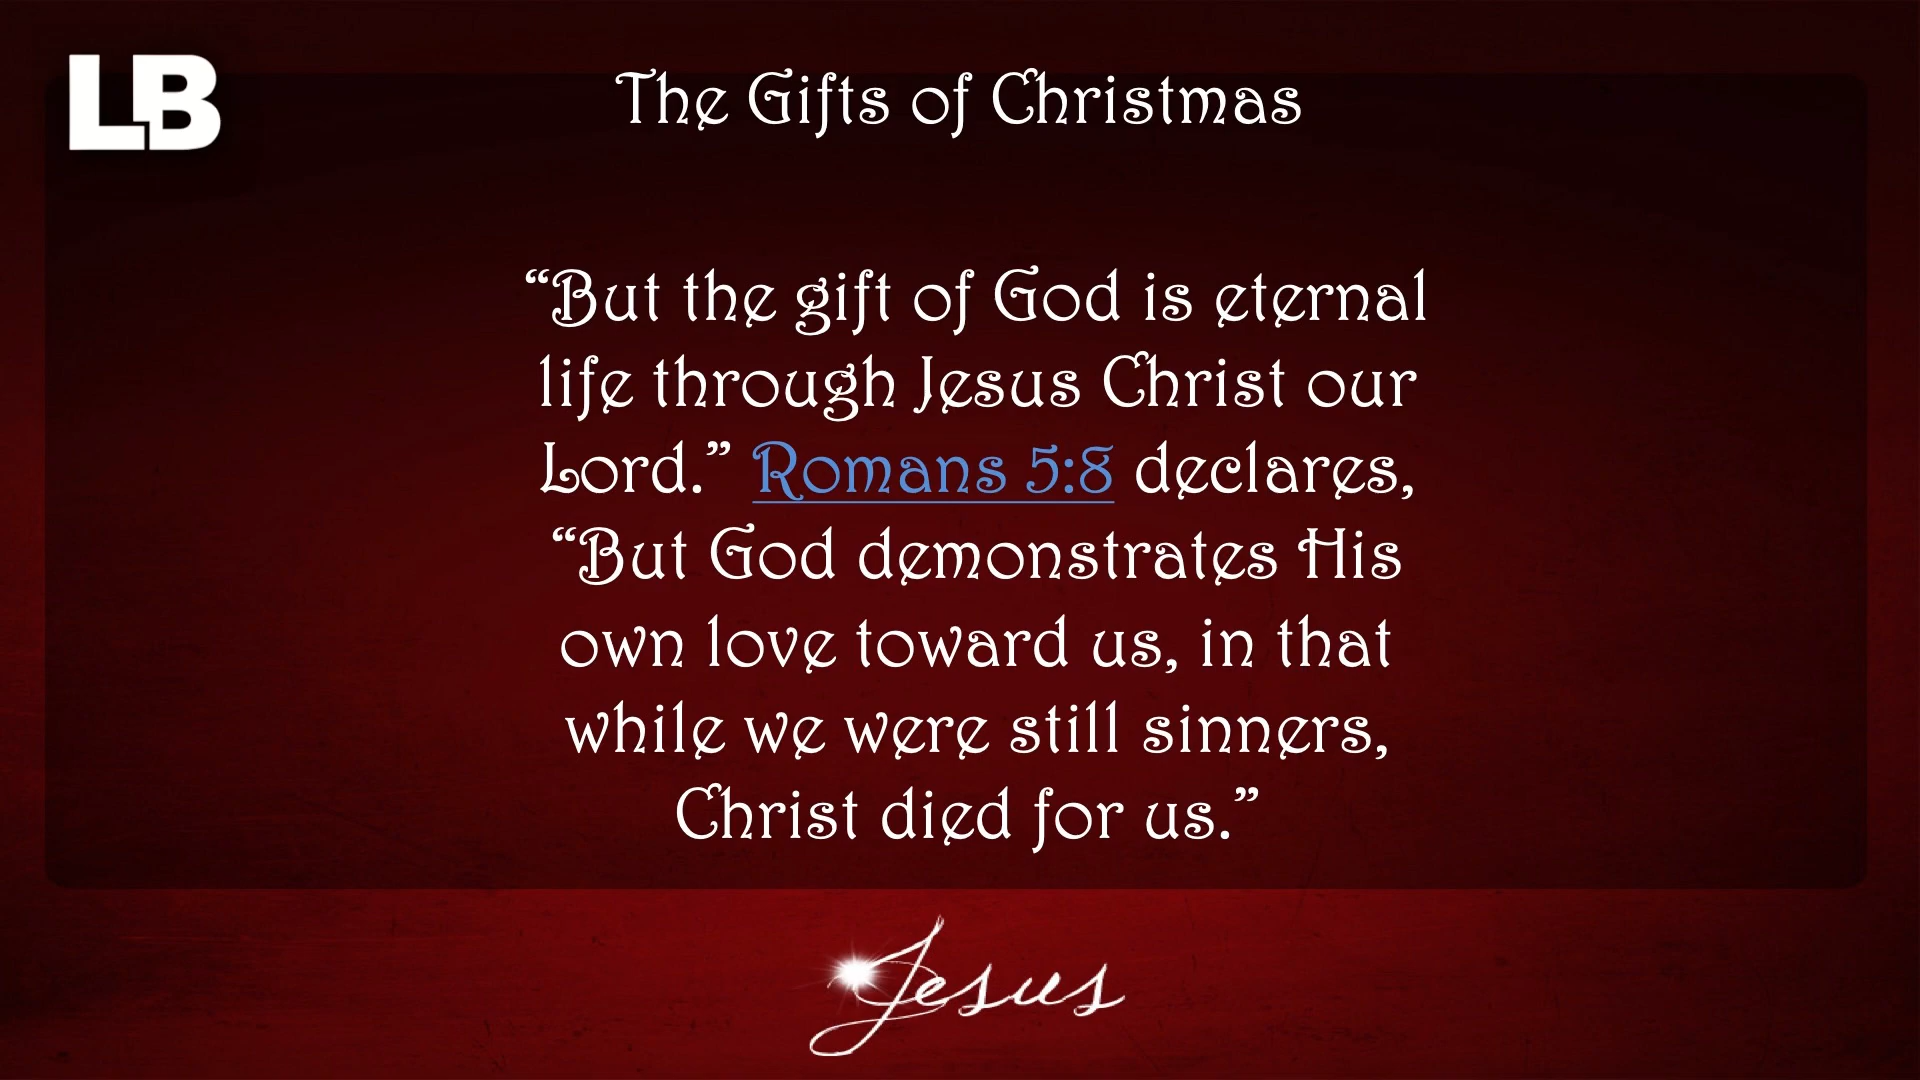 LB
The Gifts of Christmas
“But the gift of God is eternal
life through Jesus Christ our
Lord.” Romans 5:8 declares,
“But God demonstrates His
own love toward us, in that
while we were still sinners,
Christ died for us.”
Jesus